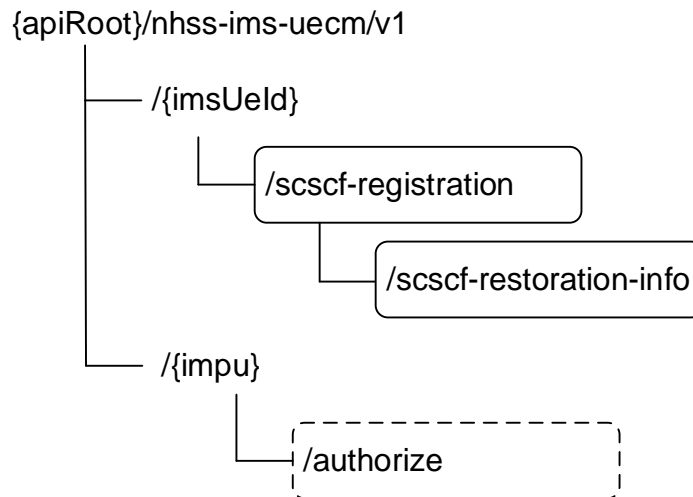 {apiRoot}/nhss-ims-uecm/v1
/{imsUeId}
/scscf-registration
/scscf-restoration-info
/{impu}
/authorize